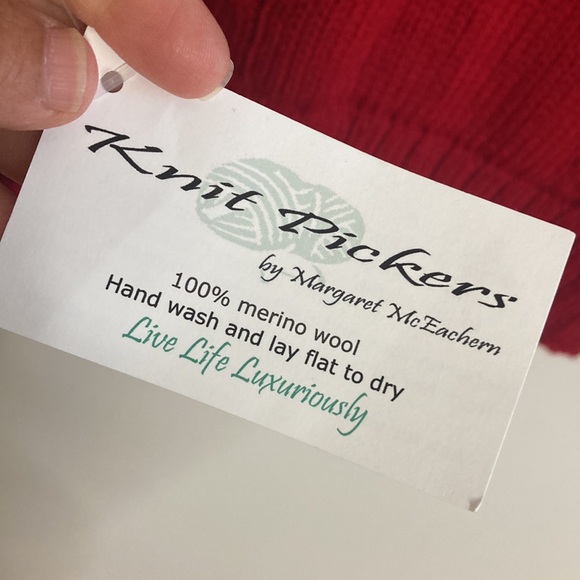 Knit Pickers
by Margaret McEachern
100% merino wool
Hand wash and lay flat to dry
Live Life Luxuriously